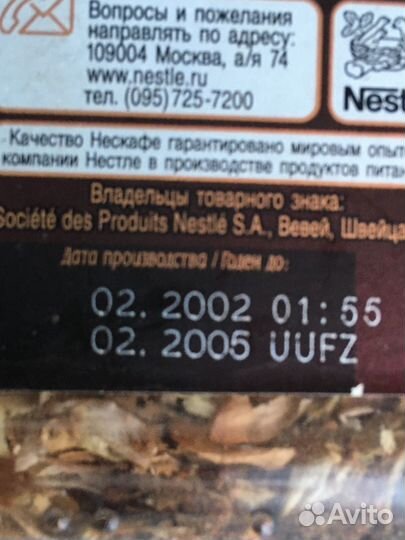 Вопросы и пожелания
направлять по адресу:
109004 Москва, а/я 74
www.nestle.ru
тел. (095)725-7200
Nest
Качество Нескафе гарантировано мировым опыт
компании Нестле в производстве продуктов питан
Владельцы товарного знака:
Société des Produits Nestlé S.A., Вевей, Швейца
Дата производства / Годен до:
02. 2002 01:55
02. 2005 UUFZ
Avito